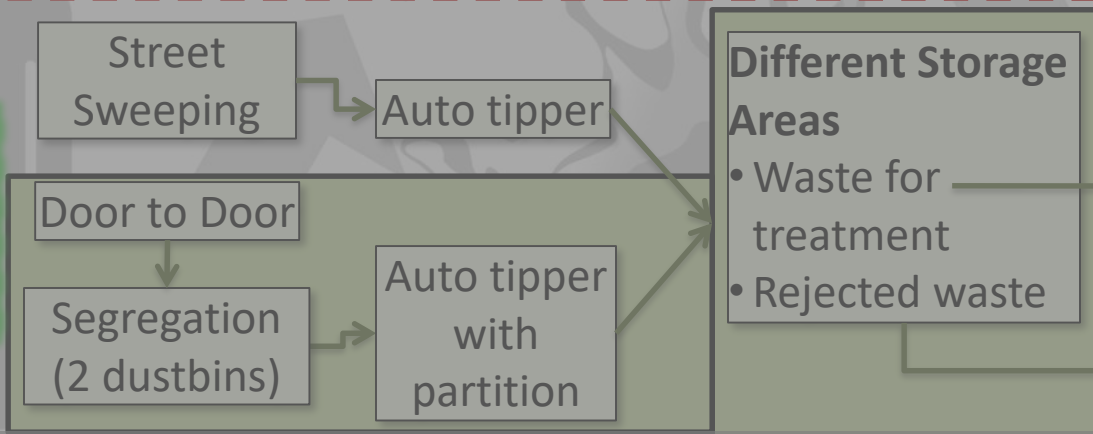 Street
Sweeping
Auto tipper
Door to Door
Segregation
(2 dustbins)
Auto tipper
with
partition
Different Storage
Areas
• Waste for
treatment
• Rejected waste